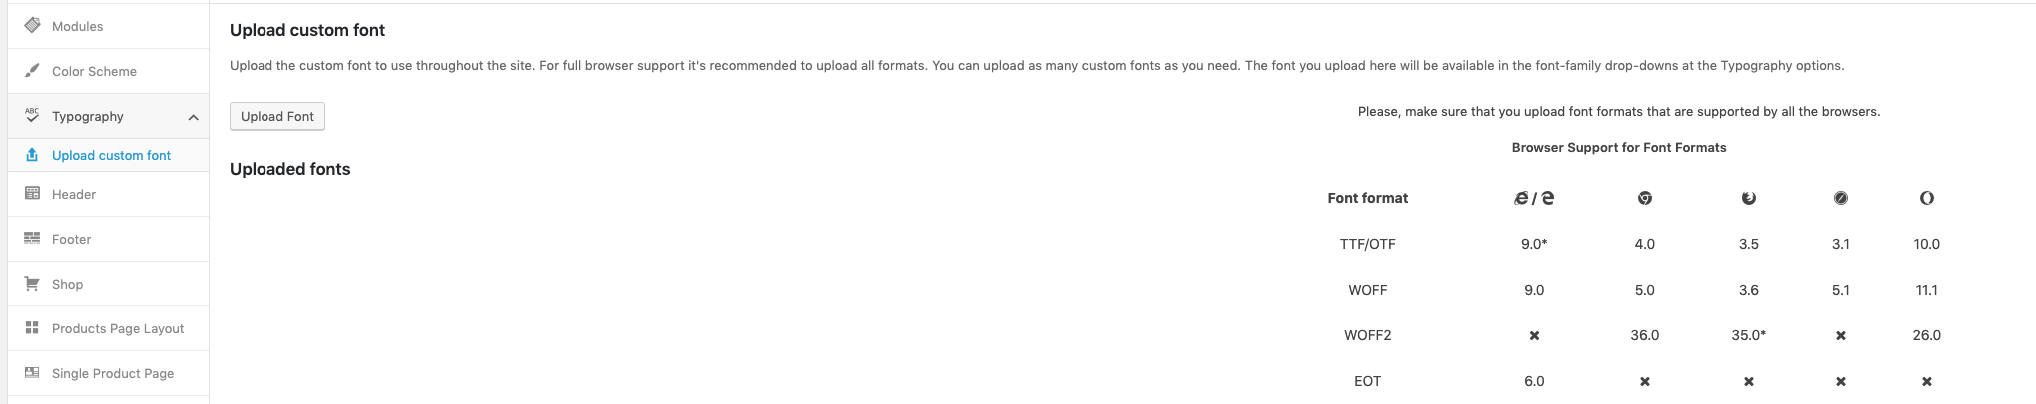 Modules
Color Scheme
ABC
Typography
Upload custom font
Header
Footer
Shop
Products Page Layout
Single Product Page
Upload custom font
Upload the custom font to use throughout the site. For full browser support it's recommended to upload all formats. You can upload as many custom fonts as you need. The font you upload here will be available in the font-family drop-downs at the Typography options.
Upload Font
Uploaded fonts
Please, make sure that you upload font formats that are supported by all the browsers.
Browser Support for Font Formats
Font format /
TTF/OTF 9.0* 4.0 3.5 3.1 10.0
WOFF 9.0 5.0 3.6 5.1 11.1
WOFF2 ✖ 36.0 35.0* ✖ 26.0
EOT 6.0 ✖ ✖ ✖ ✖